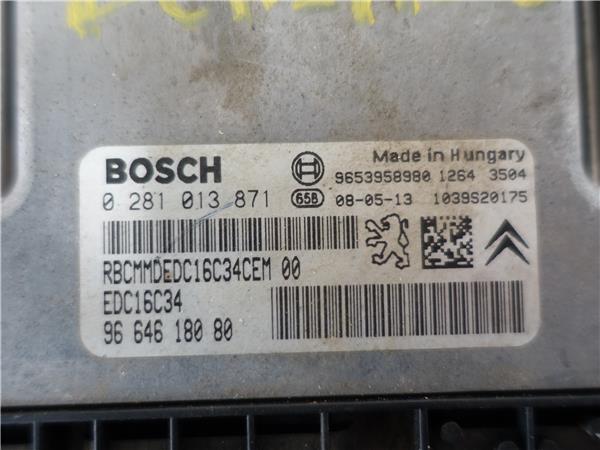 BOSCH
Made in Hungary
9653958980 1264 3504
0 281 013 871
65B
08-05-13 1039S20175
RBCMMDEDC16C34CEM 00
EDC16C34
96 646 180 80